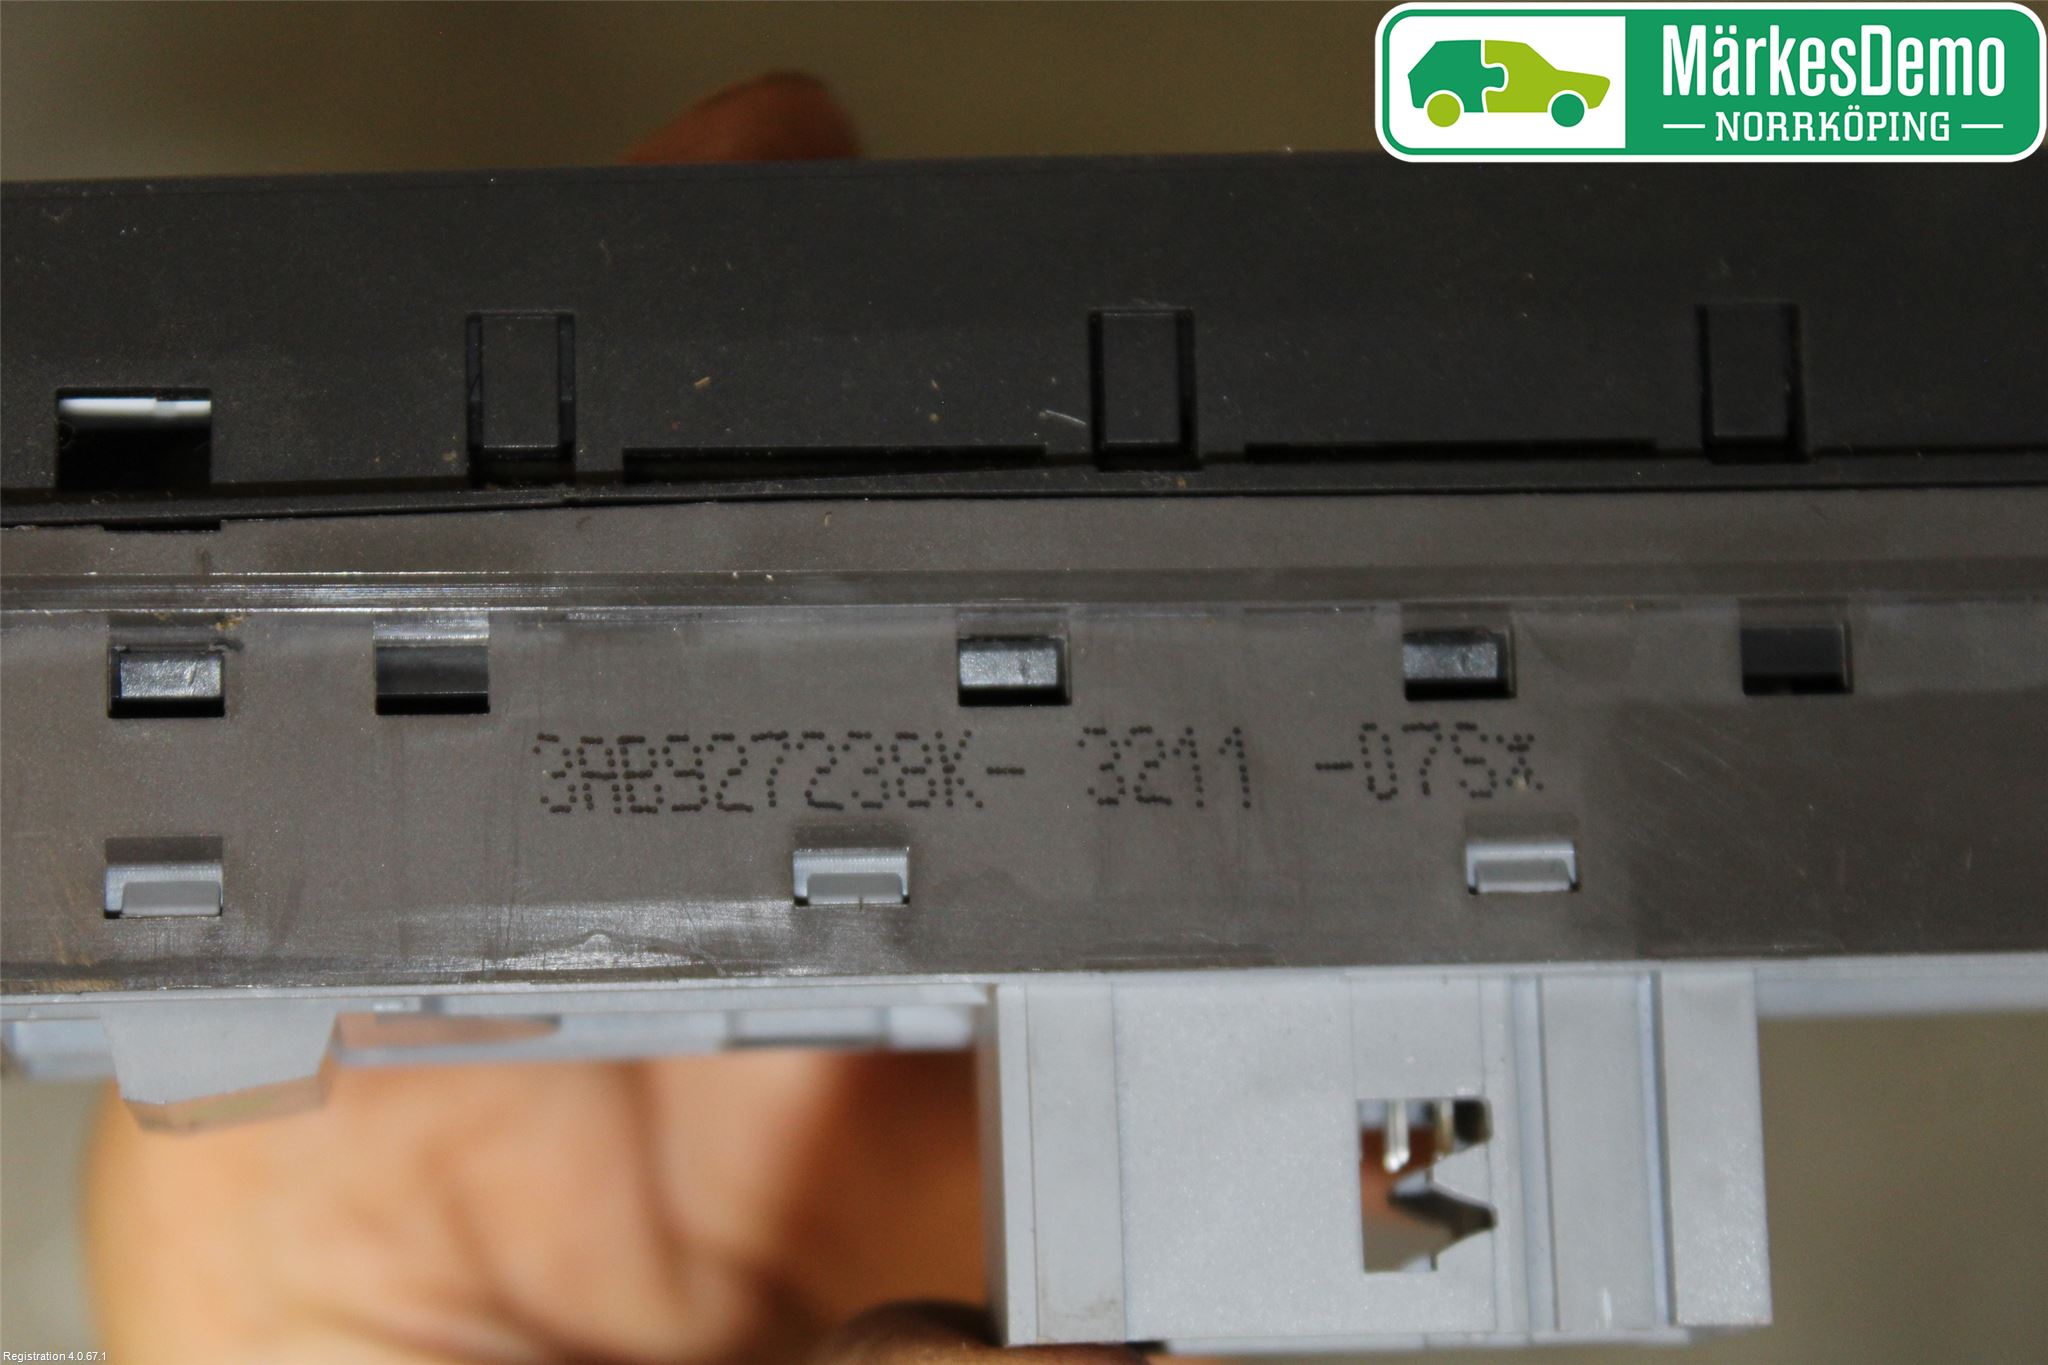 MärkesDemo
— NORRKÖPING —
3AB927238K- 3211 -07S*
Registration 4.0.67.1